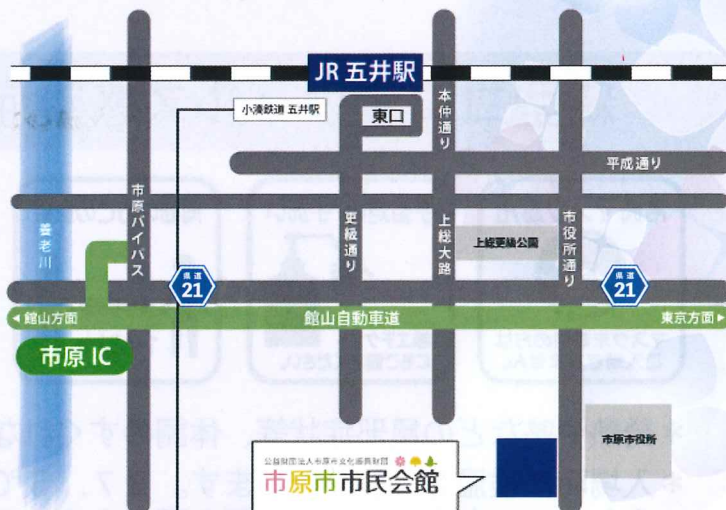 JR 五井駅
小湊鉄道 五井駅
東口
本仲通り
平成通り
市原バイパス
養老川
更級通り
上総大路
上総更級公園
市役所通り
県道
21
県道
21
◀ 館山方面
館山自動車道
東京方面 ▶
市原 IC
市原市役所
公益財団法人市原市文化振興財団
市原市市民会館